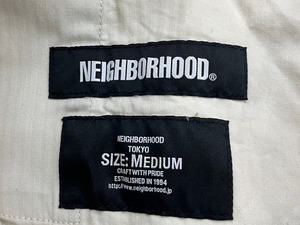 NEIGHBORHOOD®
NEIGHBORHOOD
TOKYO
SIZE: MEDIUM
CRAFT WITH PRIDE
ESTABLISHED IN 1994
http://www.neighborhood.jp